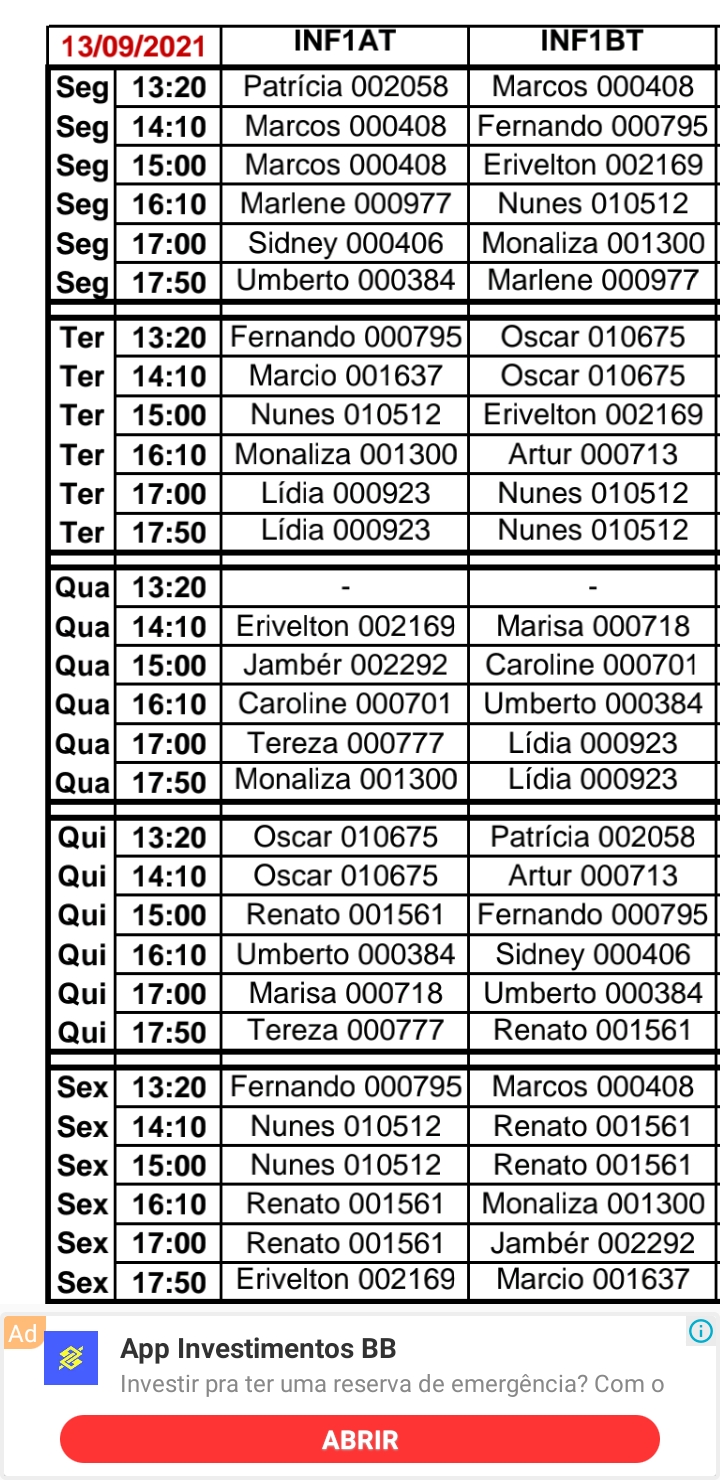 13/09/2021 INF1AT INF1BT
Seg 13:20 Patrícia 002058 Marcos 000408
Seg 14:10 Marcos 000408 Fernando 000795
Seg 15:00 Marcos 000408 Erivelton 002169
Seg 16:10 Marlene 000977 Nunes 010512
Seg 17:00 Sidney 000406 Monaliza 001300
Seg 17:50 Umberto 000384 Marlene 000977
Ter 13:20 Fernando 000795 Oscar 010675
Ter 14:10 Marcio 001637 Oscar 010675
Ter 15:00 Nunes 010512 Erivelton 002169
Ter 16:10 Monaliza 001300 Artur 000713
Ter 17:00 Lídia 000923 Nunes 010512
Ter 17:50 Lídia 000923 Nunes 010512
Qua 13:20 - -
Qua 14:10 Erivelton 002169 Marisa 000718
Qua 15:00 Jambér 002292 Caroline 000701
Qua 16:10 Caroline 000701 Umberto 000384
Qua 17:00 Tereza 000777 Lídia 000923
Qua 17:50 Monaliza 001300 Lídia 000923
Qui 13:20 Oscar 010675 Patrícia 002058
Qui 14:10 Oscar 010675 Artur 000713
Qui 15:00 Renato 001561 Fernando 000795
Qui 16:10 Umberto 000384 Sidney 000406
Qui 17:00 Marisa 000718 Umberto 000384
Qui 17:50 Tereza 000777 Renato 001561
Sex 13:20 Fernando 000795 Marcos 000408
Sex 14:10 Nunes 010512 Renato 001561
Sex 15:00 Nunes 010512 Renato 001561
Sex 16:10 Renato 001561 Monaliza 001300
Sex 17:00 Renato 001561 Jambér 002292
Sex 17:50 Erivelton 002169 Marcio 001637
Ad
App Investimentos BB
Investir pra ter uma reserva de emergência? Com o
ABRIR